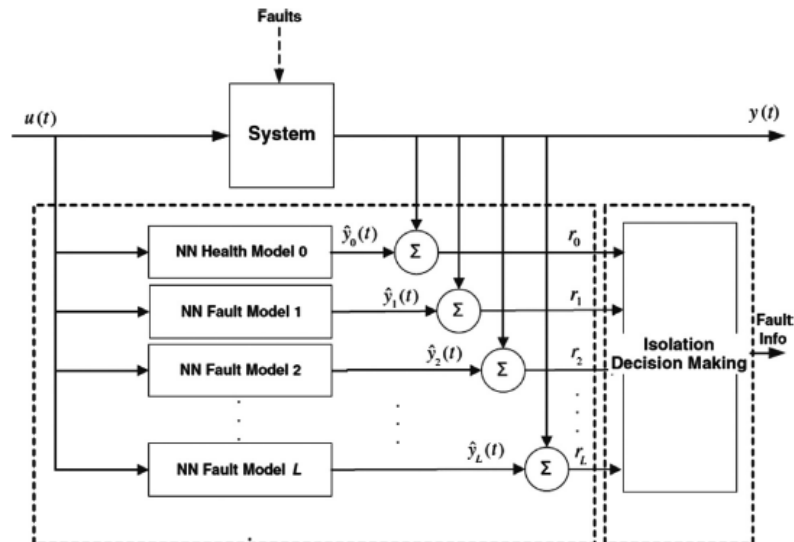 Faults
u(t)
System
y(t)
NN Health Model 0
ŷ₀(t)
Σ
r₀
NN Fault Model 1
ŷ₁(t)
Σ
r₁
NN Fault Model 2
ŷ₂(t)
Σ
r₂
NN Fault Model L
ŷ_L(t)
Σ
r_L
Isolation
Decision Making
Fault
Info